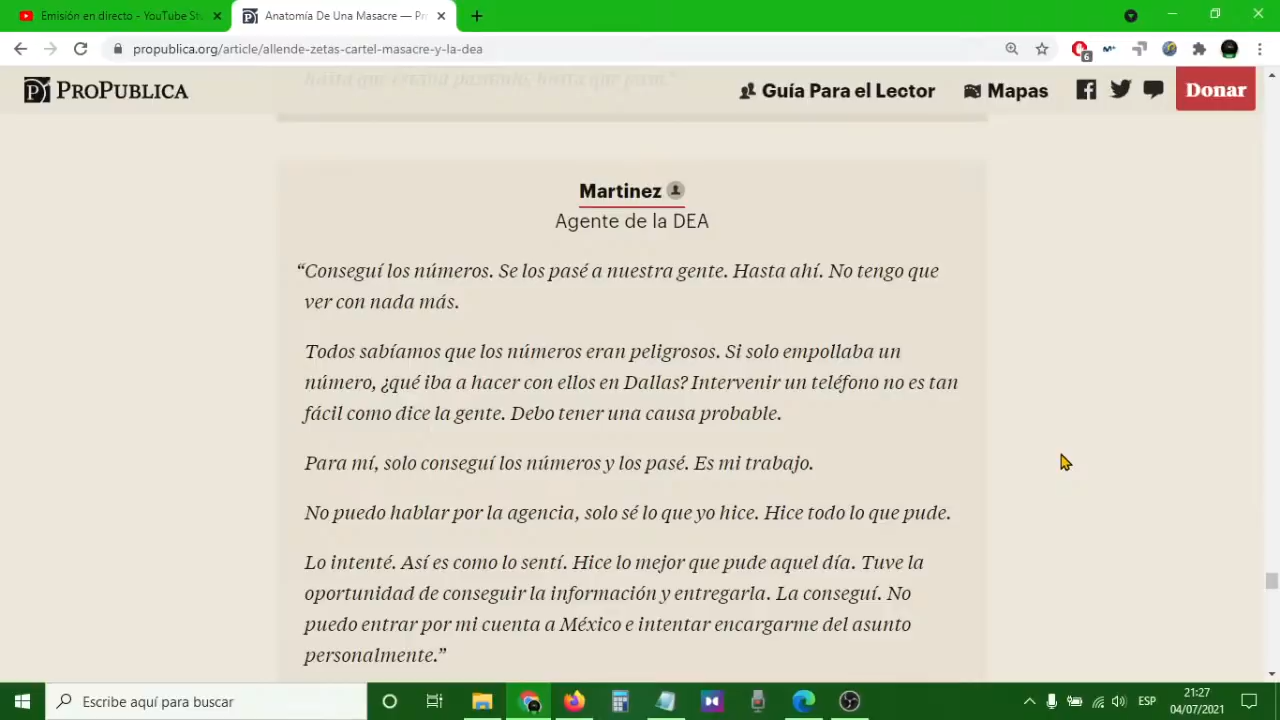 Emisión en directo - YouTube St
Anatomía De Una Masacre — Pr
propublica.org/article/allende-zetas-cartel-masacre-y-la-dea
6
PROPUBLICA
Guía Para el Lector
Mapas
Donar
hasta que estaba pasando, hasta que pasó.”
Martinez
Agente de la DEA
“Conseguí los números. Se los pasé a nuestra gente. Hasta ahí. No tengo que
ver con nada más.
Todos sabíamos que los números eran peligrosos. Si solo empollaba un
número, ¿qué iba a hacer con ellos en Dallas? Intervenir un teléfono no es tan
fácil como dice la gente. Debo tener una causa probable.
Para mí, solo conseguí los números y los pasé. Es mi trabajo.
No puedo hablar por la agencia, solo sé lo que yo hice. Hice todo lo que pude.
Lo intenté. Así es como lo sentí. Hice lo mejor que pude aquel día. Tuve la
oportunidad de conseguir la información y entregarla. La conseguí. No
puedo entrar por mi cuenta a México e intentar encargarme del asunto
personalmente.”
Escribe aquí para buscar
ESP
21:27
04/07/2021